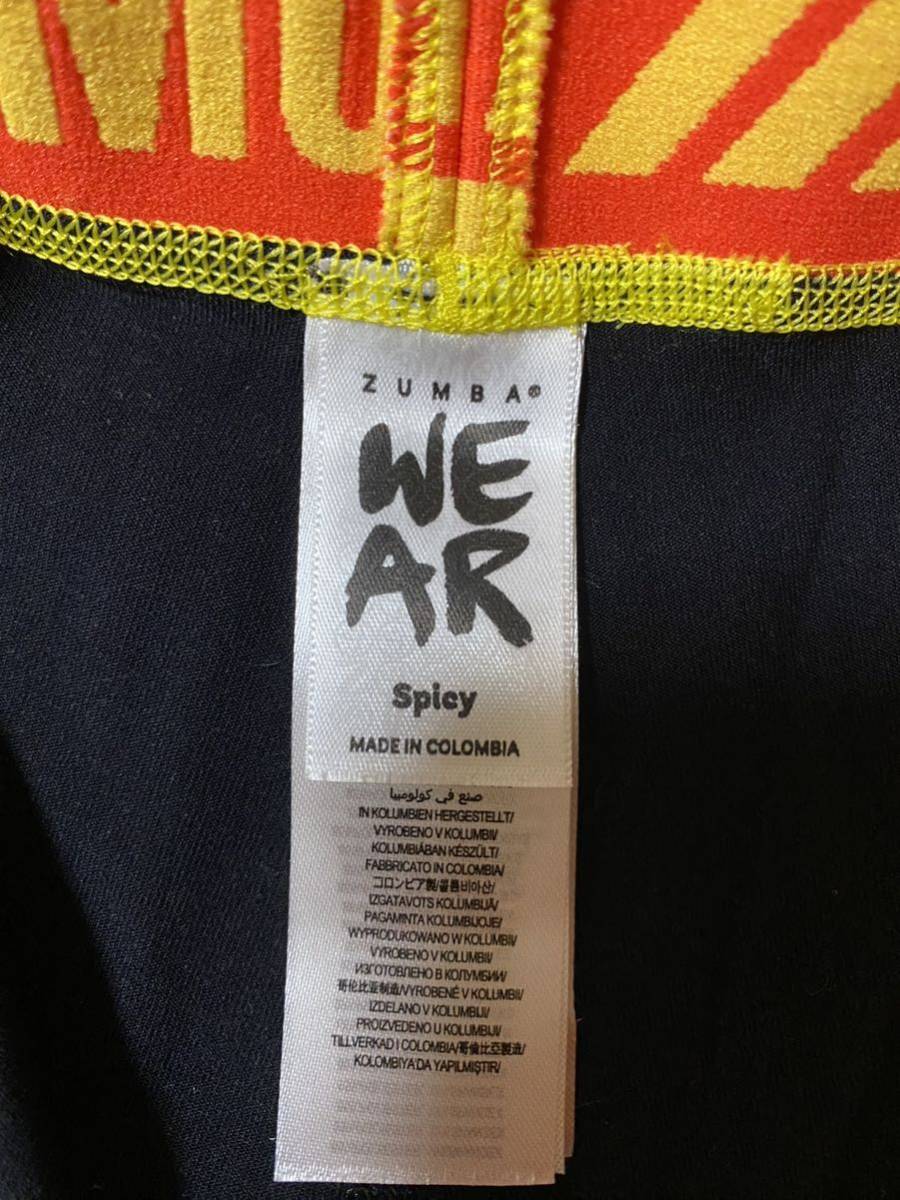 ZUMBA®
WE
AR
Spicy
MADE IN COLOMBIA
صنع في كولومبيا
IN KOLUMBIEN HERGESTELLT/
VYROBENO V KOLUMBII/
KOLUMBIÁBAN KÉSZÜLT/
FABBRICATO IN COLOMBIA/
コロンビア製/콜롬비아산/
IZGATAVOTS KOLUMBIJĀ/
PAGAMINTA KOLUMBIJOJE/
WYPRODUKOWANO W KOLUMBII/
VYROBENO V KOLUMBII/
ИЗГОТОВЛЕНО В КОЛУМБИИ/
哥伦比亚制造/VYROBENÉ V KOLUMBII/
IZDELANO V KOLUMBIJI/
PROIZVEDENO U KOLUMBIJI/
TILLVERKAD I COLOMBIA/哥倫比亞製造/
KOLOMBIYA'DA YAPILMIŞTIR/